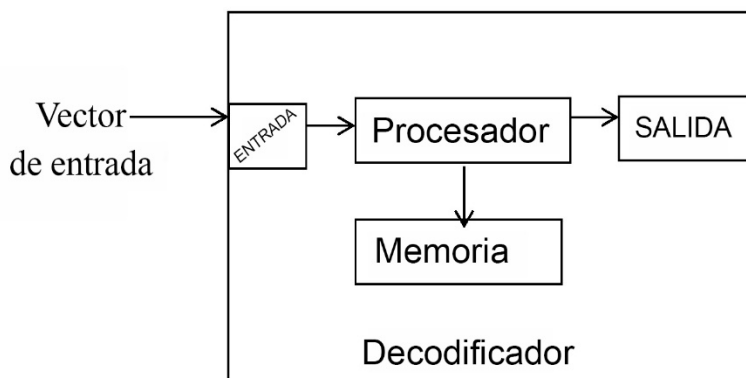 Vector
de entrada
ENTRADA
Procesador
SALIDA
Memoria
Decodificador